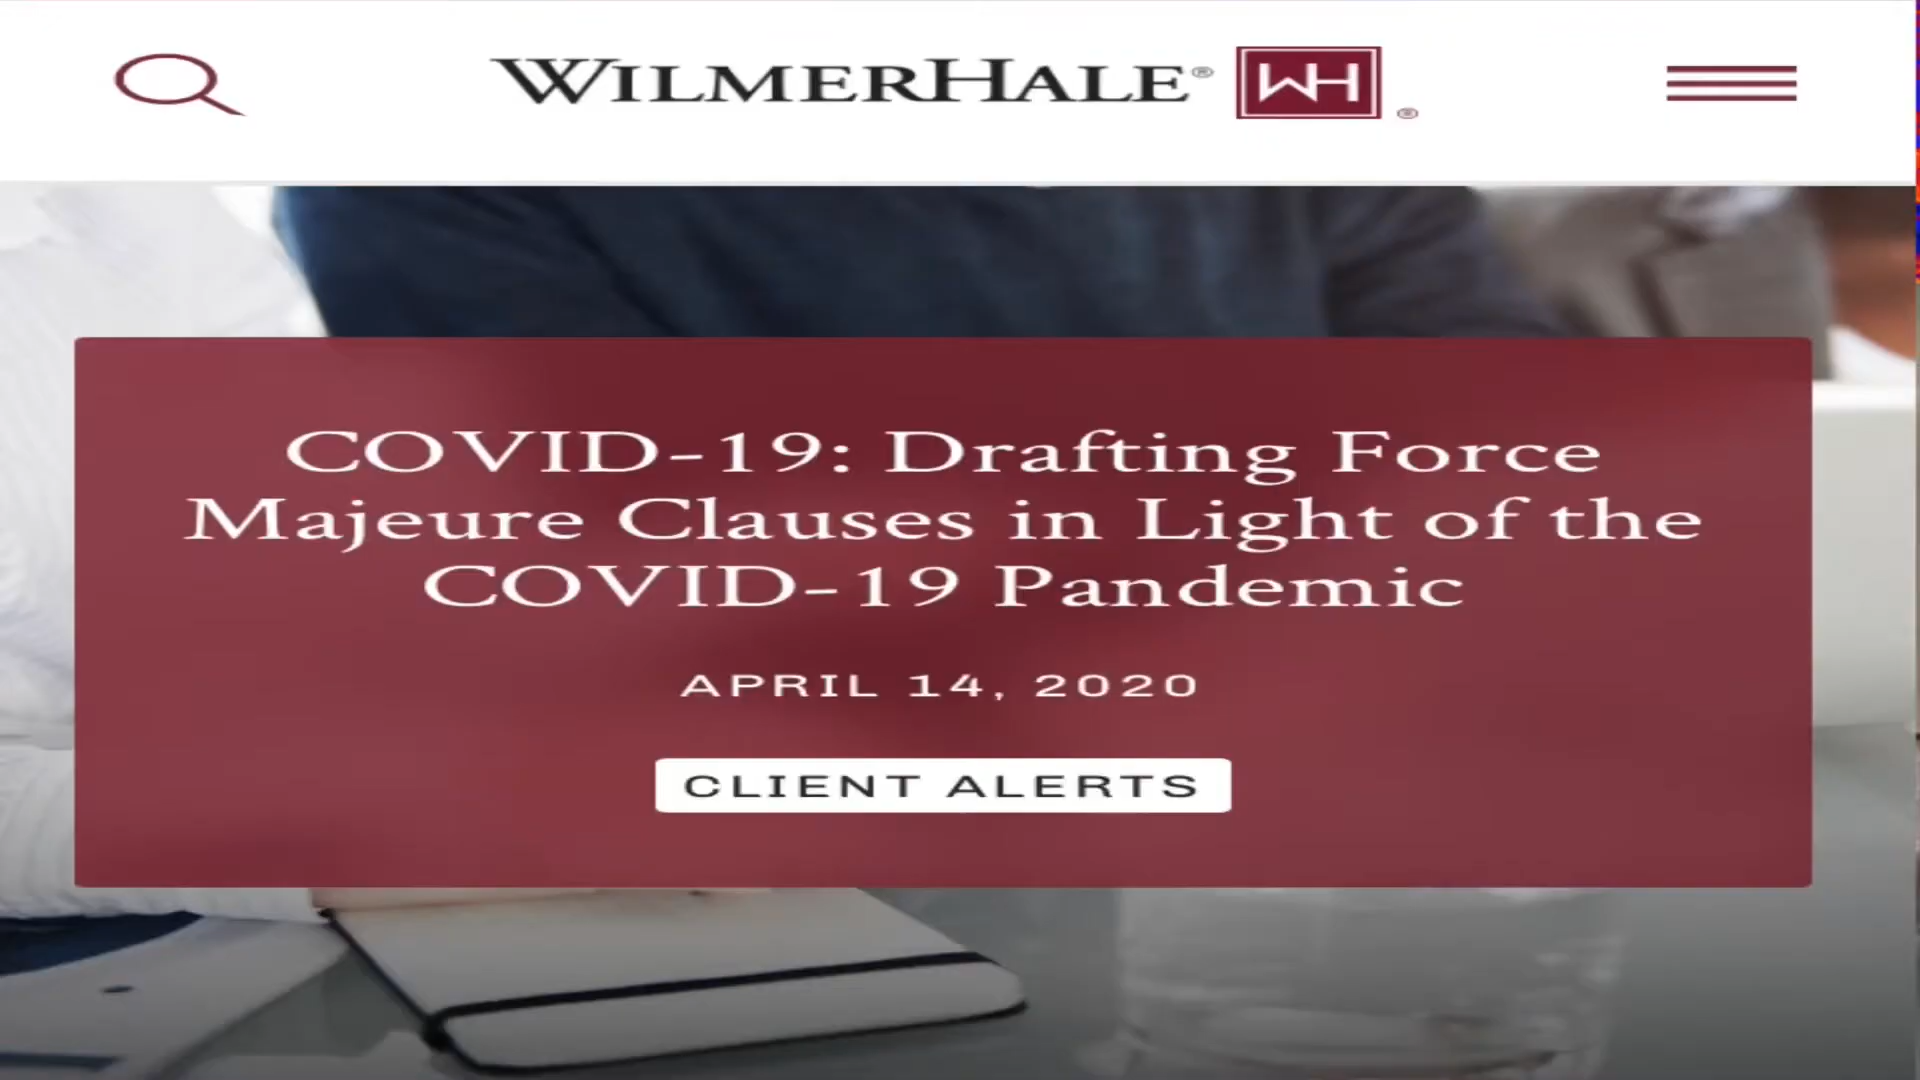 WILMERHALE® WH ®
COVID-19: Drafting Force
Majeure Clauses in Light of the
COVID-19 Pandemic
APRIL 14, 2020
CLIENT ALERTS